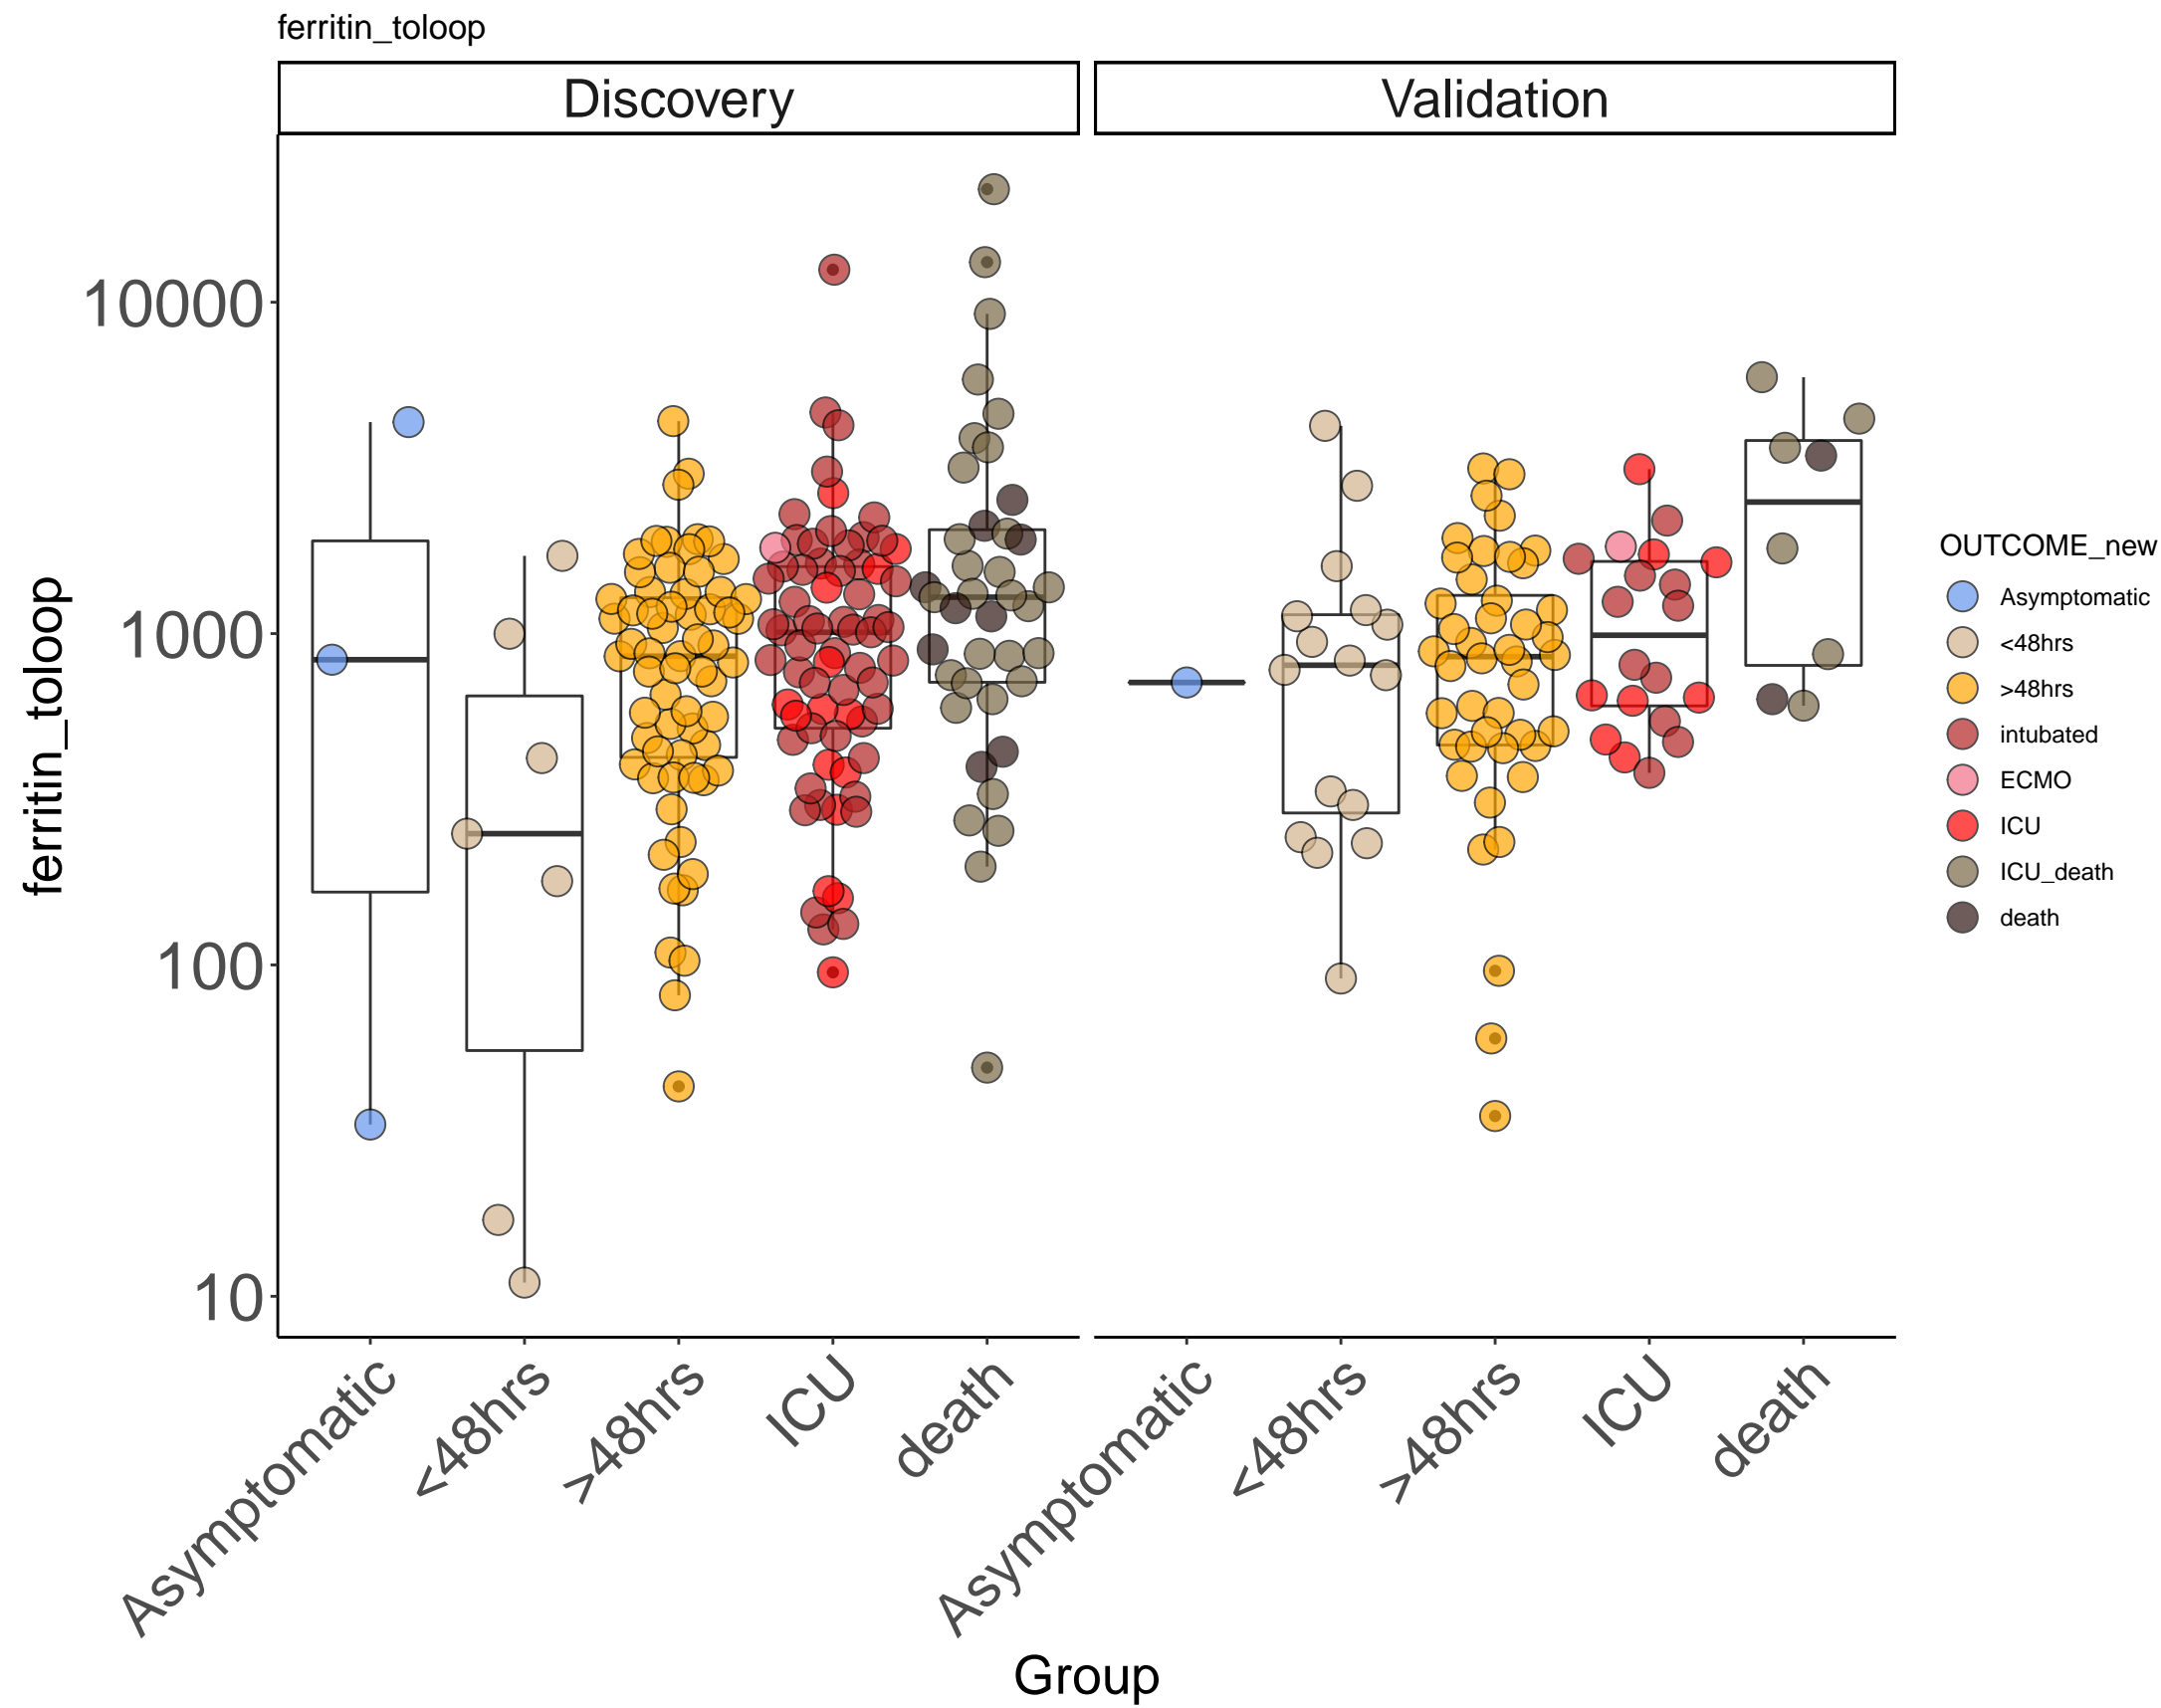 ferritin_toloop
Discovery
Validation
ferritin_toloop
10000
1000
100
10
Asymptomatic
<48hrs
>48hrs
ICU
death
Asymptomatic
<48hrs
>48hrs
ICU
death
Group
OUTCOME_new
Asymptomatic
<48hrs
>48hrs
intubated
ECMO
ICU
ICU_death
death